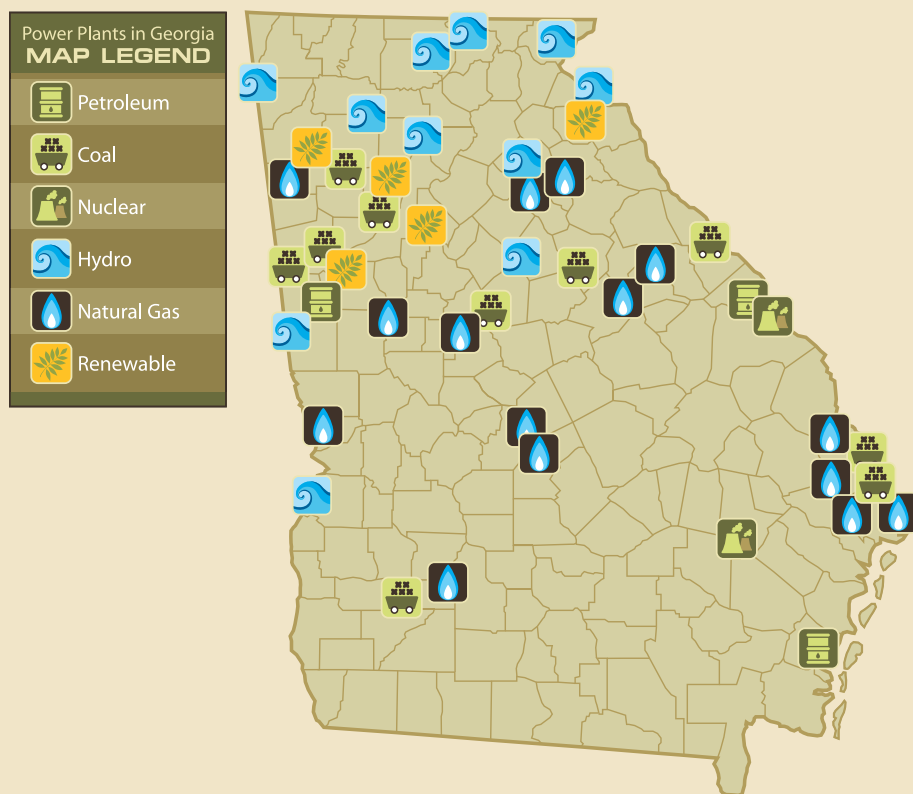 Power Plants in Georgia
MAP LEGEND
Petroleum
Coal
Nuclear
Hydro
Natural Gas
Renewable